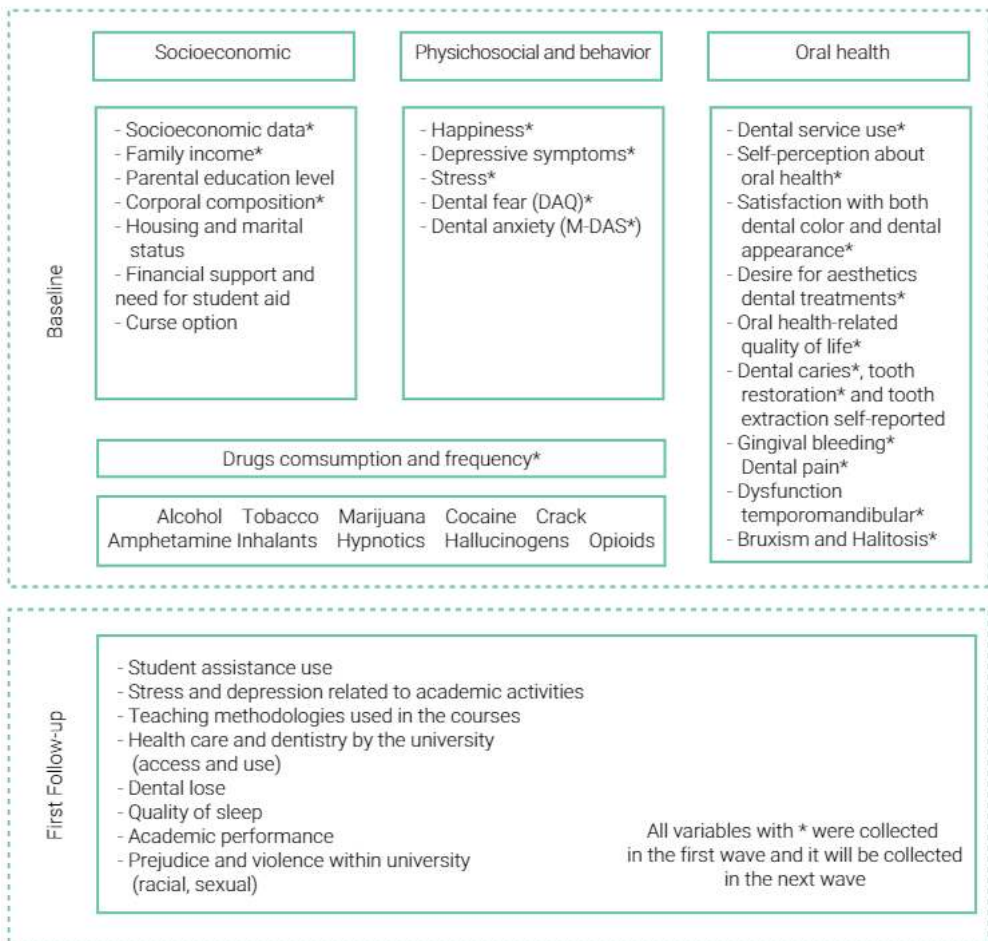 Baseline
Socioeconomic
- Socioeconomic data*
- Family income*
- Parental education level
- Corporal composition*
- Housing and marital
status
- Financial support and
need for student aid
- Curse option
Physichosocial and behavior
- Happiness*
- Depressive symptoms*
- Stress*
- Dental fear (DAQ)*
- Dental anxiety (M-DAS*)
Oral health
- Dental service use*
- Self-perception about
oral health*
- Satisfaction with both
dental color and dental
appearance*
- Desire for aesthetics
dental treatments*
- Oral health-related
quality of life*
- Dental caries*, tooth
restoration* and tooth
extraction self-reported
- Gingival bleeding*
Dental pain*
- Dysfunction
temporomandibular*
- Bruxism and Halitosis*
Drugs comsumption and frequency*
Alcohol Tobacco Marijuana Cocaine Crack
Amphetamine Inhalants Hypnotics Hallucinogens Opioids
First Follow-up
- Student assistance use
- Stress and depression related to academic activities
- Teaching methodologies used in the courses
- Health care and dentistry by the university
(access and use)
- Dental lose
- Quality of sleep
- Academic performance
- Prejudice and violence within university
(racial, sexual)
All variables with * were collected
in the first wave and it will be collected
in the next wave